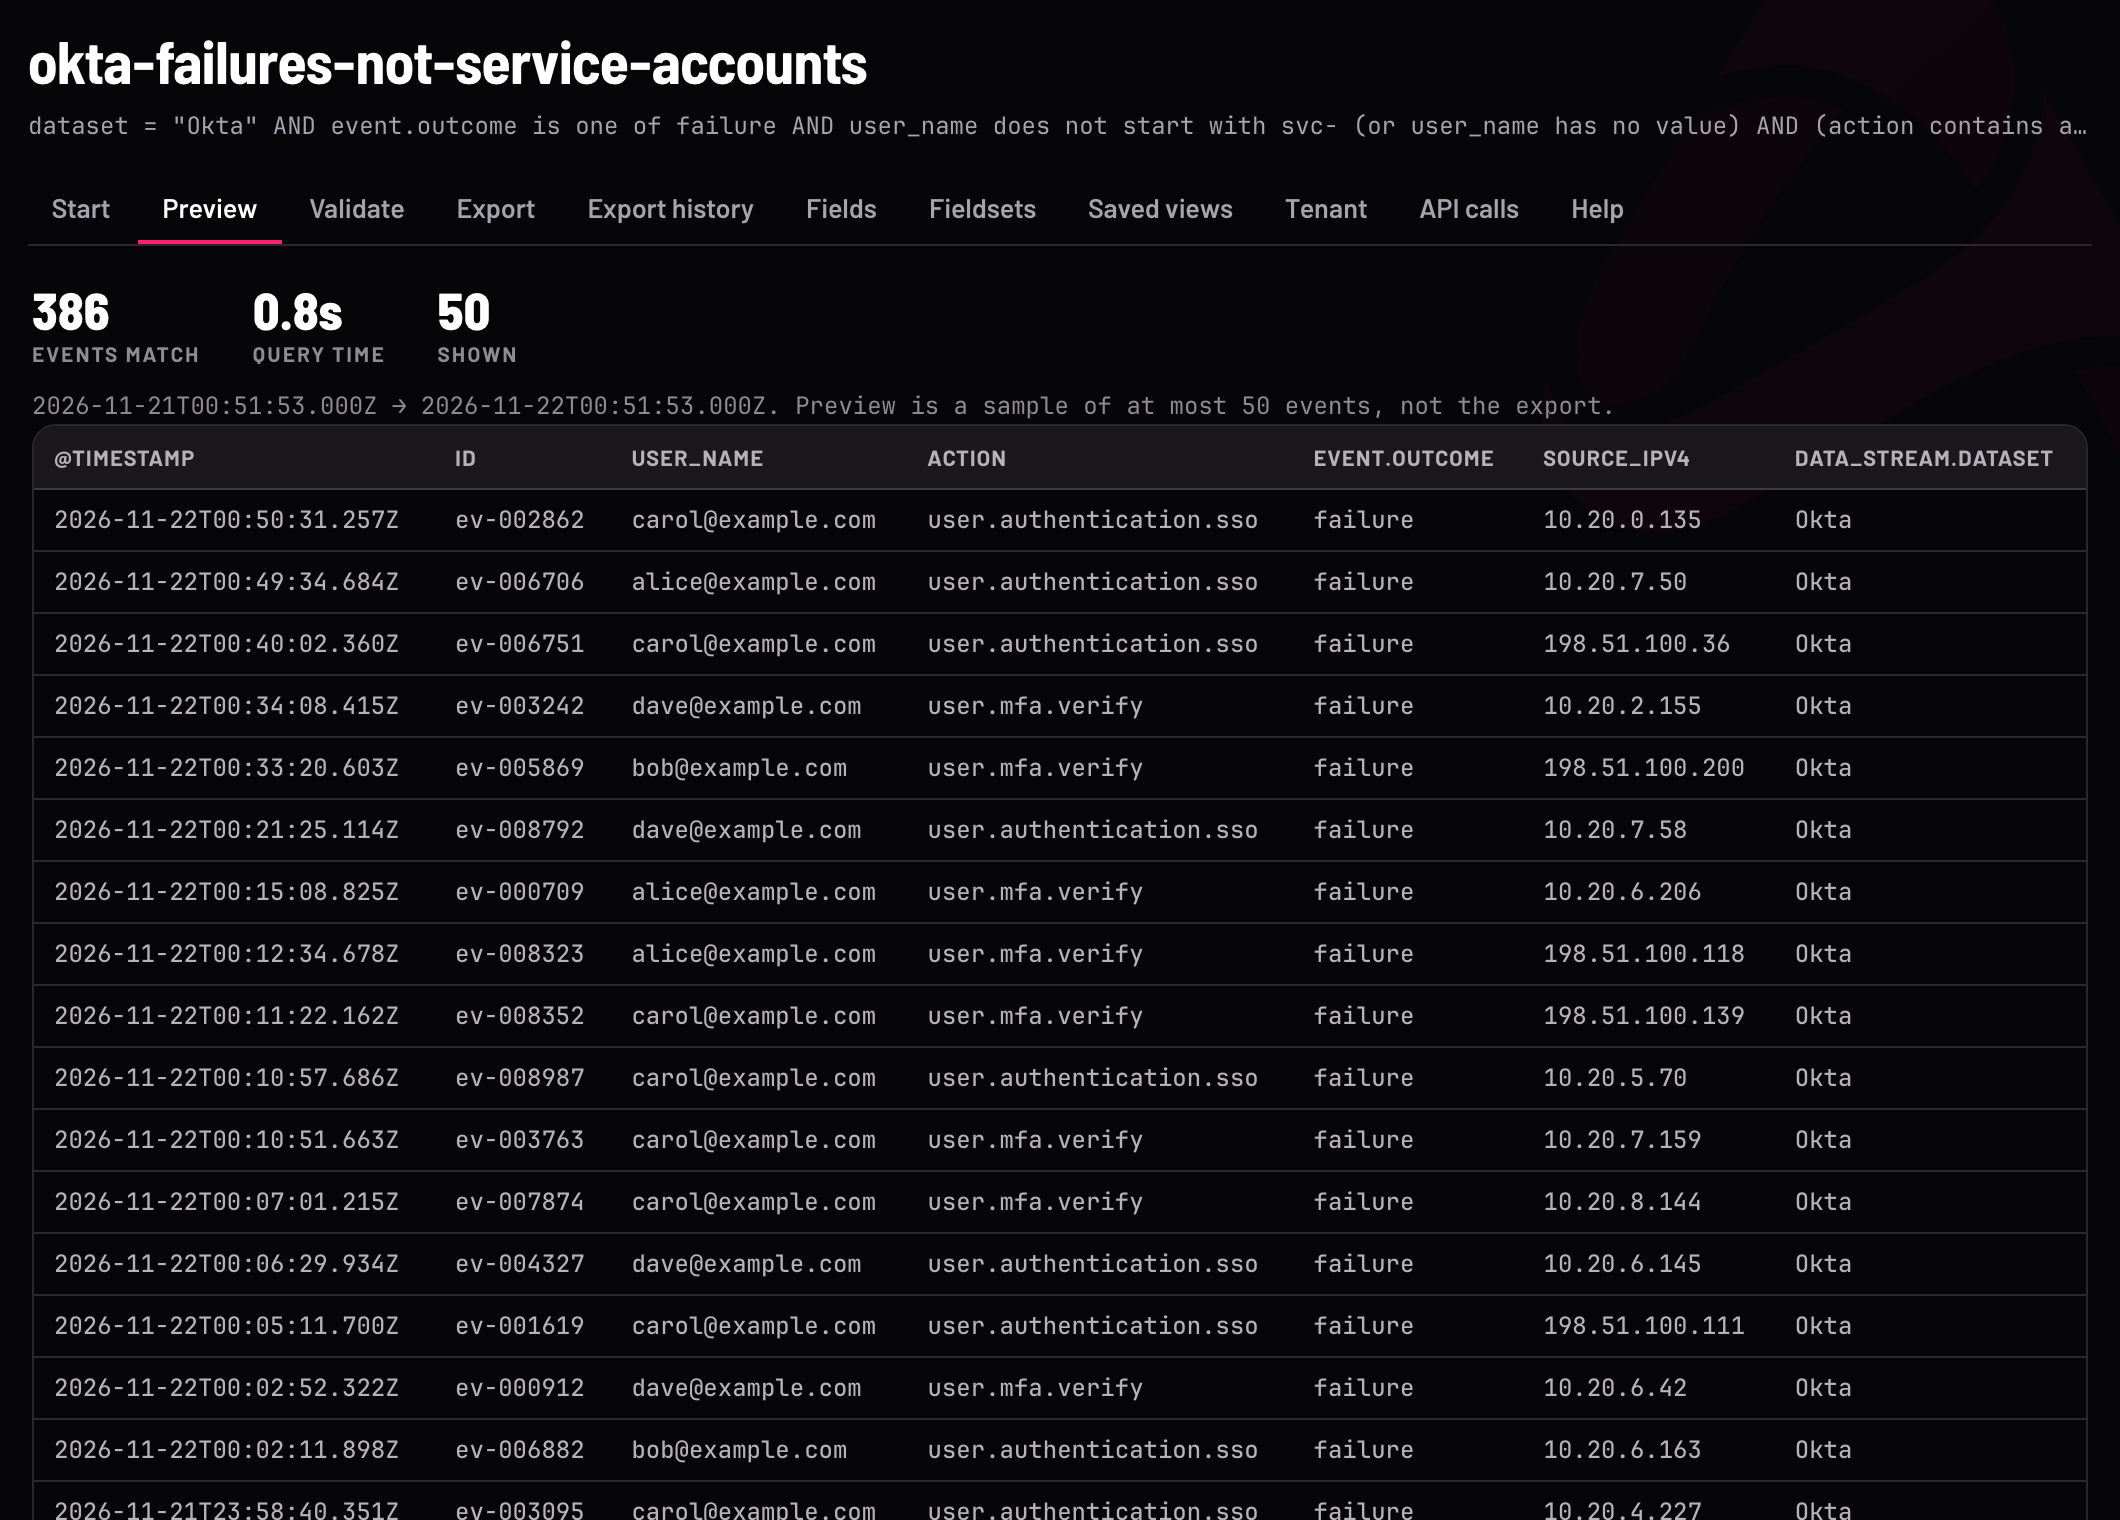 okta-failures-not-service-accounts
dataset = "Okta" AND event.outcome is one of failure AND user_name does not start with svc- (or user_name has no value) AND (action contains a…
Start Preview Validate Export Export history Fields Fieldsets Saved views Tenant API calls Help
386 0.8s 50
EVENTS MATCH QUERY TIME SHOWN
2026-11-21T00:51:53.000Z → 2026-11-22T00:51:53.000Z. Preview is a sample of at most 50 events, not the export.
@TIMESTAMP ID USER_NAME ACTION EVENT.OUTCOME SOURCE_IPV4 DATA_STREAM.DATASET
2026-11-22T00:50:31.257Z ev-002862 carol@example.com user.authentication.sso failure 10.20.0.135 Okta
2026-11-22T00:49:34.684Z ev-006706 alice@example.com user.authentication.sso failure 10.20.7.50 Okta
2026-11-22T00:40:02.360Z ev-006751 carol@example.com user.authentication.sso failure 198.51.100.36 Okta
2026-11-22T00:34:08.415Z ev-003242 dave@example.com user.mfa.verify failure 10.20.2.155 Okta
2026-11-22T00:33:20.603Z ev-005869 bob@example.com user.mfa.verify failure 198.51.100.200 Okta
2026-11-22T00:21:25.114Z ev-008792 dave@example.com user.authentication.sso failure 10.20.7.58 Okta
2026-11-22T00:15:08.825Z ev-000709 alice@example.com user.mfa.verify failure 10.20.6.206 Okta
2026-11-22T00:12:34.678Z ev-008323 alice@example.com user.mfa.verify failure 198.51.100.118 Okta
2026-11-22T00:11:22.162Z ev-008352 carol@example.com user.mfa.verify failure 198.51.100.139 Okta
2026-11-22T00:10:57.686Z ev-008987 carol@example.com user.authentication.sso failure 10.20.5.70 Okta
2026-11-22T00:10:51.663Z ev-003763 carol@example.com user.mfa.verify failure 10.20.7.159 Okta
2026-11-22T00:07:01.215Z ev-007874 carol@example.com user.mfa.verify failure 10.20.8.144 Okta
2026-11-22T00:06:29.934Z ev-004327 dave@example.com user.authentication.sso failure 10.20.6.145 Okta
2026-11-22T00:05:11.700Z ev-001619 carol@example.com user.authentication.sso failure 198.51.100.111 Okta
2026-11-22T00:02:52.322Z ev-000912 dave@example.com user.mfa.verify failure 10.20.6.42 Okta
2026-11-22T00:02:11.898Z ev-006882 bob@example.com user.authentication.sso failure 10.20.6.163 Okta
2026-11-21T23:58:40.351Z ev-003095 carol@example.com user.authentication.sso failure 10.20.4.227 Okta